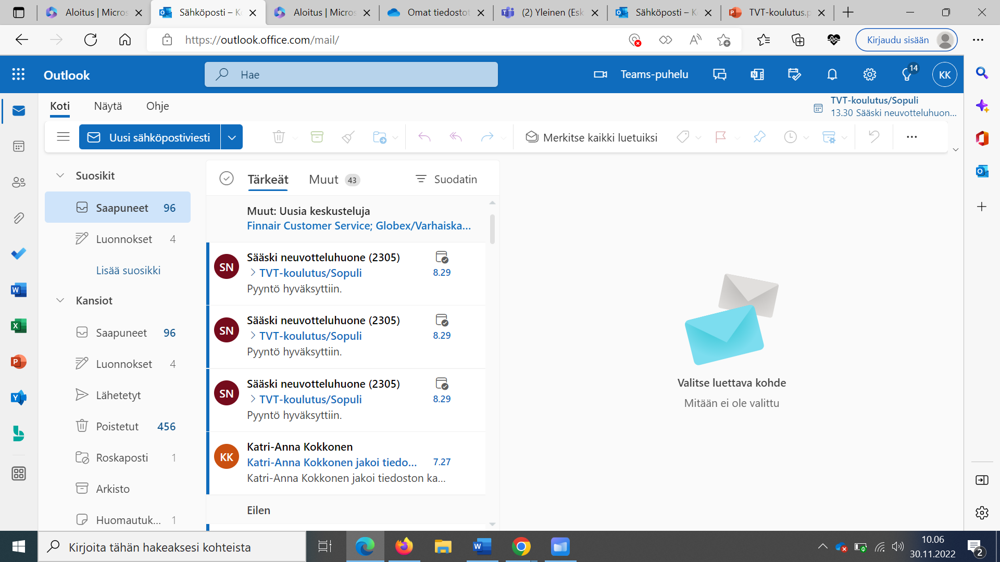 Aloitus | Micros
Sähköposti – Ko
Aloitus | Micros
Omat tiedostot
(2) Yleinen (Esk
Sähköposti – Ko
TVT-koulutus.p
https://outlook.office.com/mail/
Kirjaudu sisään
Outlook
Hae
Teams-puhelu
14
KK
Koti
Näytä
Ohje
TVT-koulutus/Sopuli
13.30 Sääski neuvotteluhuon...
Uusi sähköpostiviesti
Merkitse kaikki luetuiksi
Suosikit
Saapuneet 96
Luonnokset 4
Lisää suosikki
Kansiot
Saapuneet 96
Luonnokset 4
Lähetetyt
Poistetut 456
Roskaposti 1
Arkisto
Huomautuk... 1
Tärkeät
Muut 43
Suodatin
Muut: Uusia keskusteluja
Finnair Customer Service; Globex/Varhaiska...
SN
Sääski neuvotteluhuone (2305)
TVT-koulutus/Sopuli 8.29
Pyyntö hyväksyttiin.
SN
Sääski neuvotteluhuone (2305)
TVT-koulutus/Sopuli 8.29
Pyyntö hyväksyttiin.
SN
Sääski neuvotteluhuone (2305)
TVT-koulutus/Sopuli 8.29
Pyyntö hyväksyttiin.
KK
Katri-Anna Kokkonen
Katri-Anna Kokkonen jakoi tiedo... 7.27
Katri-Anna Kokkonen jakoi tiedoston ka...
Eilen
Valitse luettava kohde
Mitään ei ole valittu
Kirjoita tähän hakeaksesi kohteista
10.06
30.11.2022
2